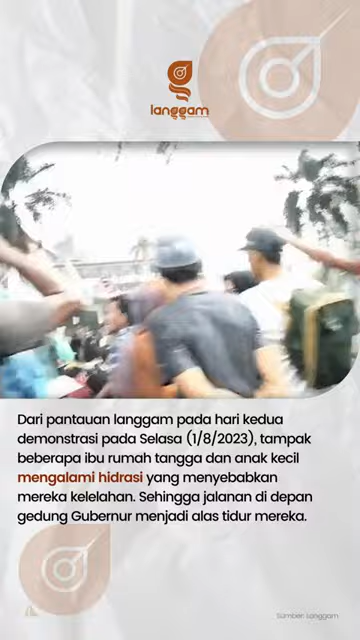 langgam
Dari pantauan langgam pada hari kedua
demonstrasi pada Selasa (1/8/2023), tampak
beberapa ibu rumah tangga dan anak kecil
mengalami hidrasi yang menyebabkan
mereka kelelahan. Sehingga jalanan di depan
gedung Gubernur menjadi alas tidur mereka.
Sumber: Langgam